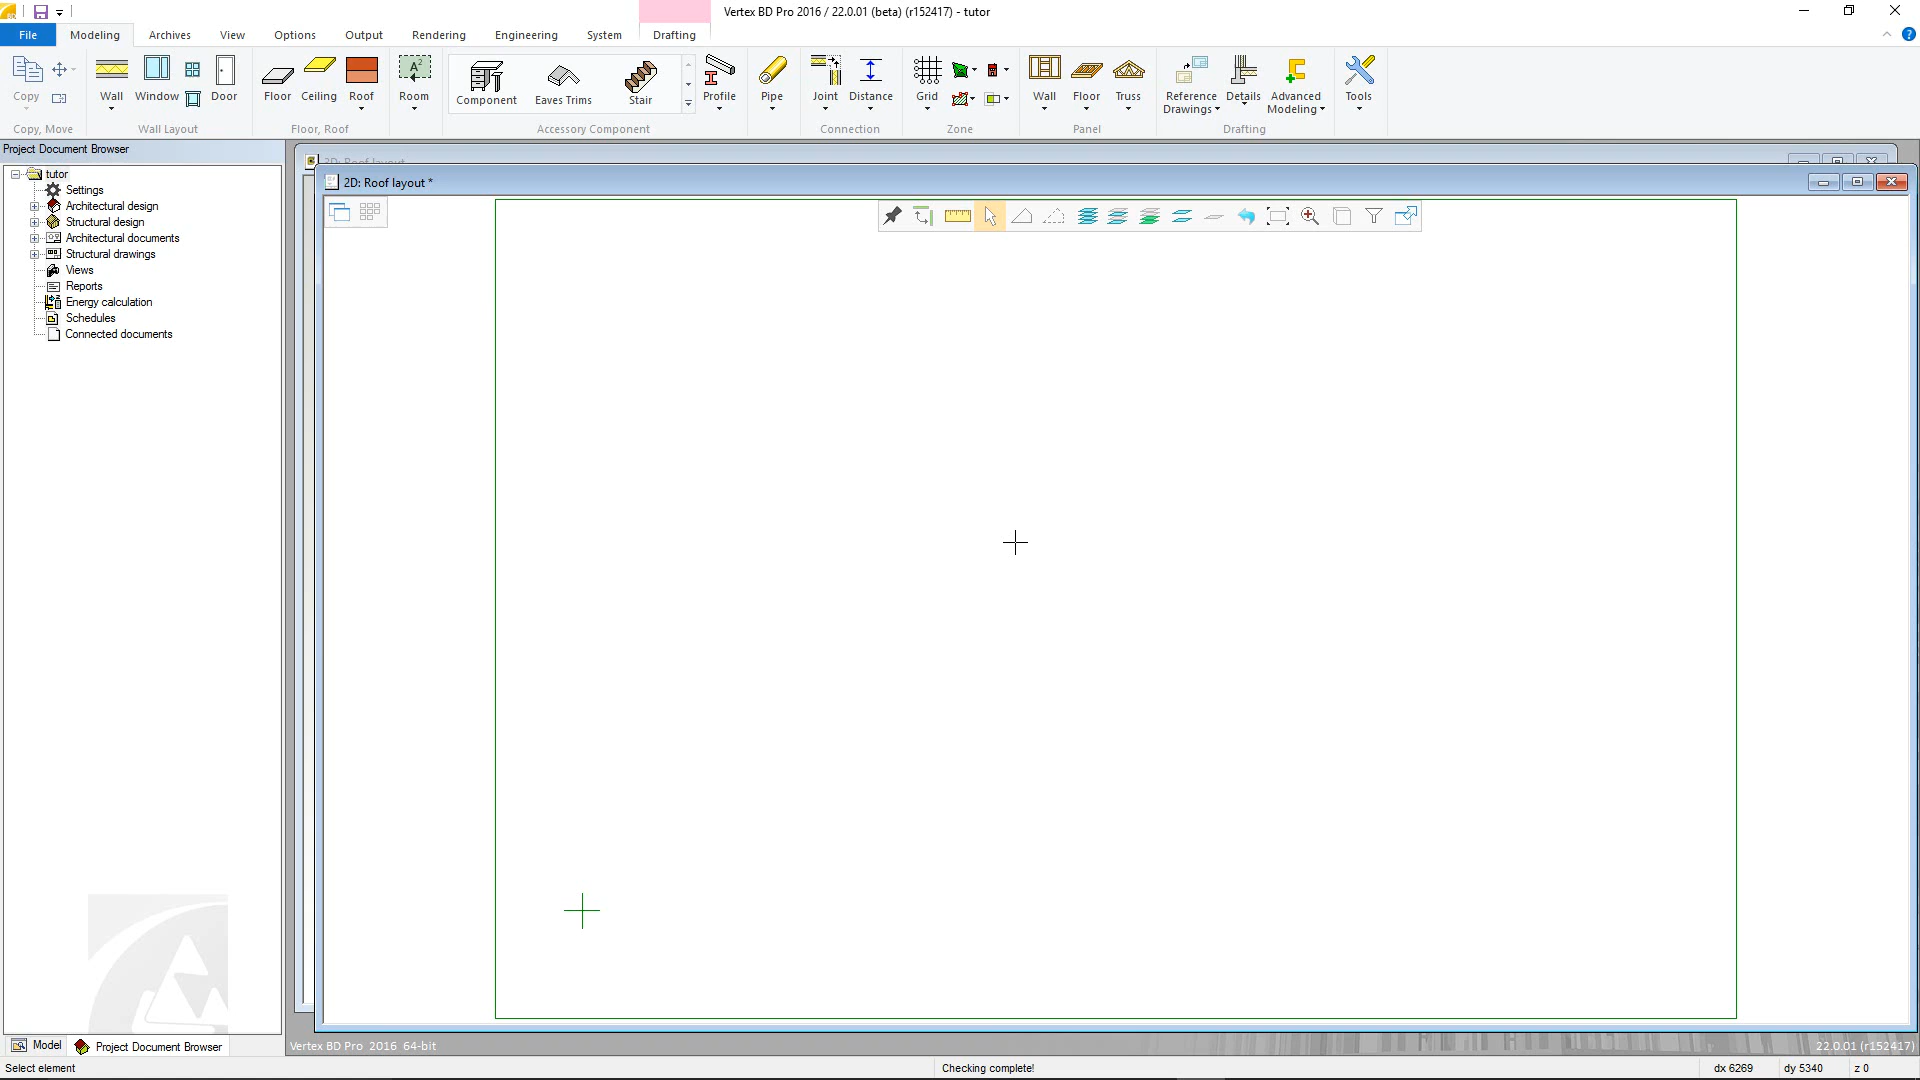 Vertex BD Pro 2016 / 22.0.01 (beta) (r152417) - tutor
File Modeling Archives View Options Output Rendering Engineering System Drafting
Copy Wall Window Door Floor Ceiling Roof Room Component Eaves Trims Stair Profile Pipe Joint Distance Grid Wall Floor Truss Reference Drawings Details Advanced Modeling Tools
Copy, Move Wall Layout Floor, Roof Accessory Component Connection Zone Panel Drafting
Project Document Browser
3D: Roof layout
2D: Roof layout *
tutor
Settings
Architectural design
Structural design
Architectural documents
Structural drawings
Views
Reports
Energy calculation
Schedules
Connected documents
Model Project Document Browser
Vertex BD Pro 2016 64-bit
22.0.01 (r152417)
Select element
Checking complete!
dx 6269 dy 5340 z 0